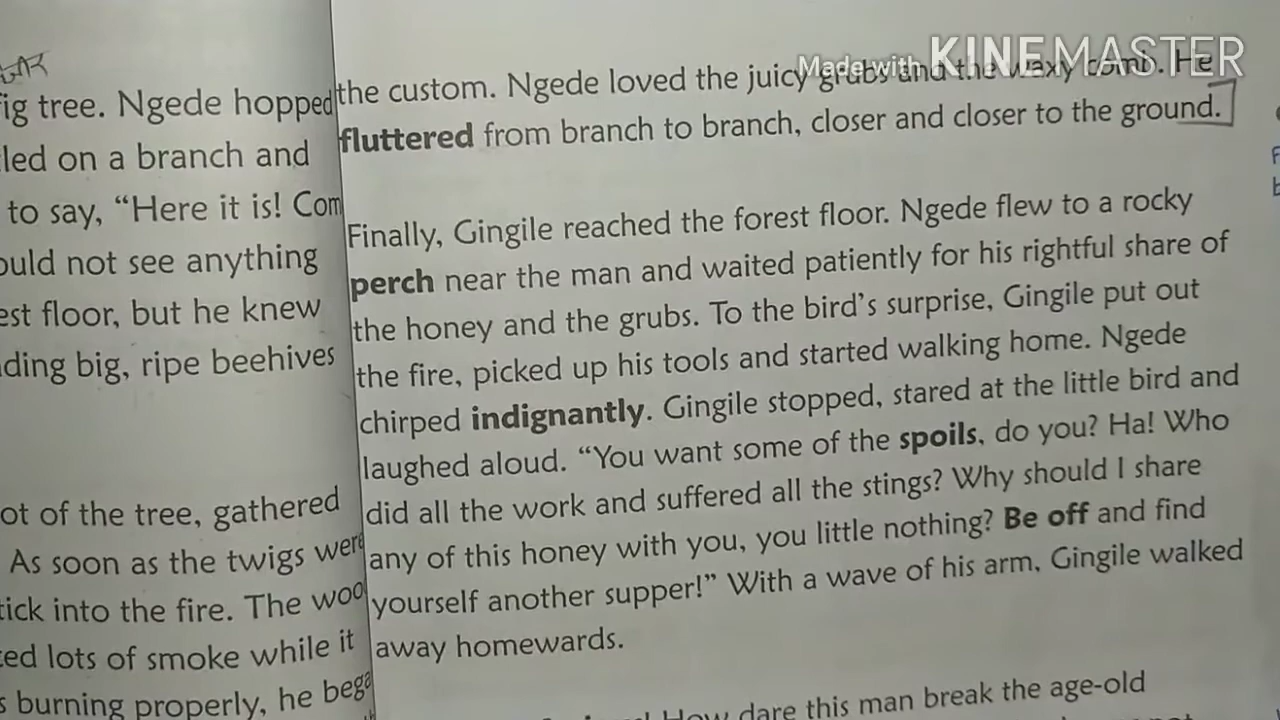 ig tree. Ngede hopped
led on a branch and
to say, “Here it is! Com
ould not see anything
est floor, but he knew
ding big, ripe beehives
ot of the tree, gathered
As soon as the twigs were
tick into the fire. The woo
ed lots of smoke while it
s burning properly, he bega
Made with KINEMASTER
the custom. Ngede loved the juicy grubs and the waxy comb. He
fluttered from branch to branch, closer and closer to the ground.
Finally, Gingile reached the forest floor. Ngede flew to a rocky
perch near the man and waited patiently for his rightful share of
the honey and the grubs. To the bird’s surprise, Gingile put out
the fire, picked up his tools and started walking home. Ngede
chirped indignantly. Gingile stopped, stared at the little bird and
laughed aloud. “You want some of the spoils, do you? Ha! Who
did all the work and suffered all the stings? Why should I share
any of this honey with you, you little nothing? Be off and find
yourself another supper!” With a wave of his arm, Gingile walked
away homewards.
How dare this man break the age-old